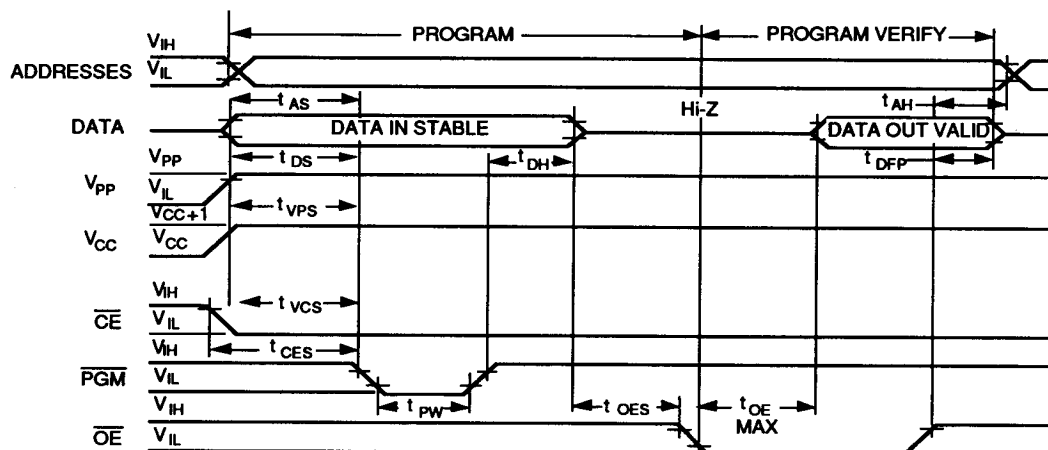 PROGRAM PROGRAM VERIFY
VIH
ADDRESSES VIL
tAS Hi-Z tAH
DATA DATA IN STABLE DATA OUT VALID
VPP tDS tDH tDFP
VPP VIL
VCC+1 tVPS
VCC VCC
VIH tVCS
CE VIL
VIH tCES
PGM VIL
VIH tPW tOES tOE MAX
OE VIL